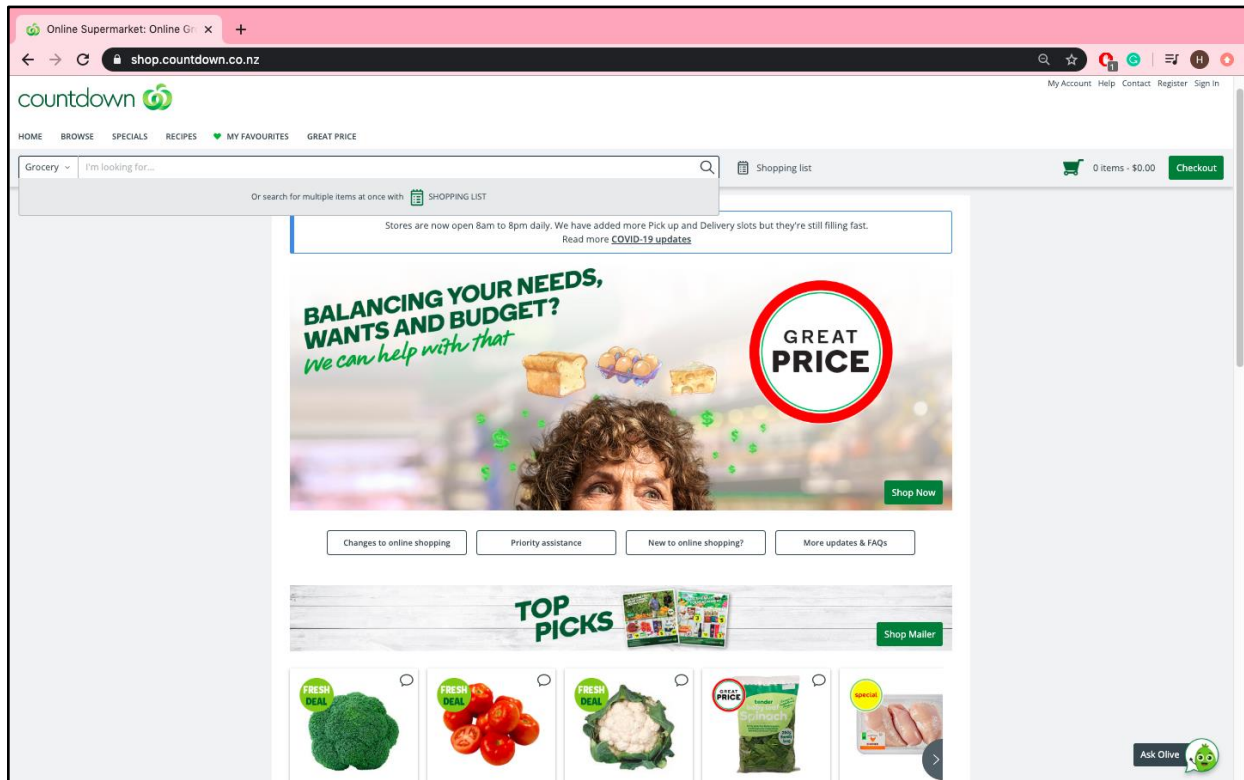 Online Supermarket: Online Gr
shop.countdown.co.nz
1
H
My Account Help Contact Register Sign In
countdown
HOME BROWSE SPECIALS RECIPES MY FAVOURITES GREAT PRICE
Grocery I'm looking for... Shopping list 0 items - $0.00 Checkout
Or search for multiple items at once with SHOPPING LIST
Stores are now open 8am to 8pm daily. We have added more Pick up and Delivery slots but they're still filling fast.
Read more COVID-19 updates
BALANCING YOUR NEEDS,
WANTS AND BUDGET?
We can help with that
GREAT
PRICE
Shop Now
Changes to online shopping Priority assistance New to online shopping? More updates & FAQs
TOP
PICKS
Shop Mailer
FRESH
DEAL
FRESH
DEAL
FRESH
DEAL
GREAT
PRICE
tender
Spinach
special
Ask Olive